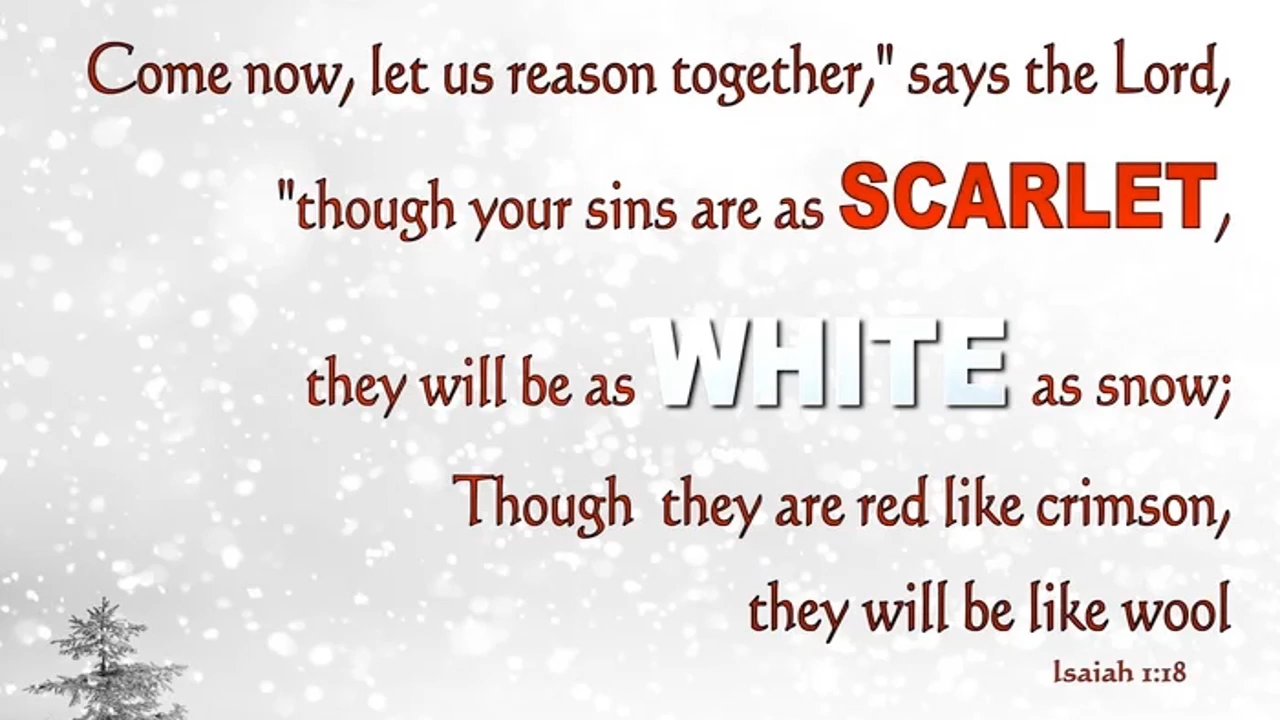 Come now, let us reason together," says the Lord,
"though your sins are as SCARLET,
they will be as WHITE as snow;
Though they are red like crimson,
they will be like wool
Isaiah 1:18